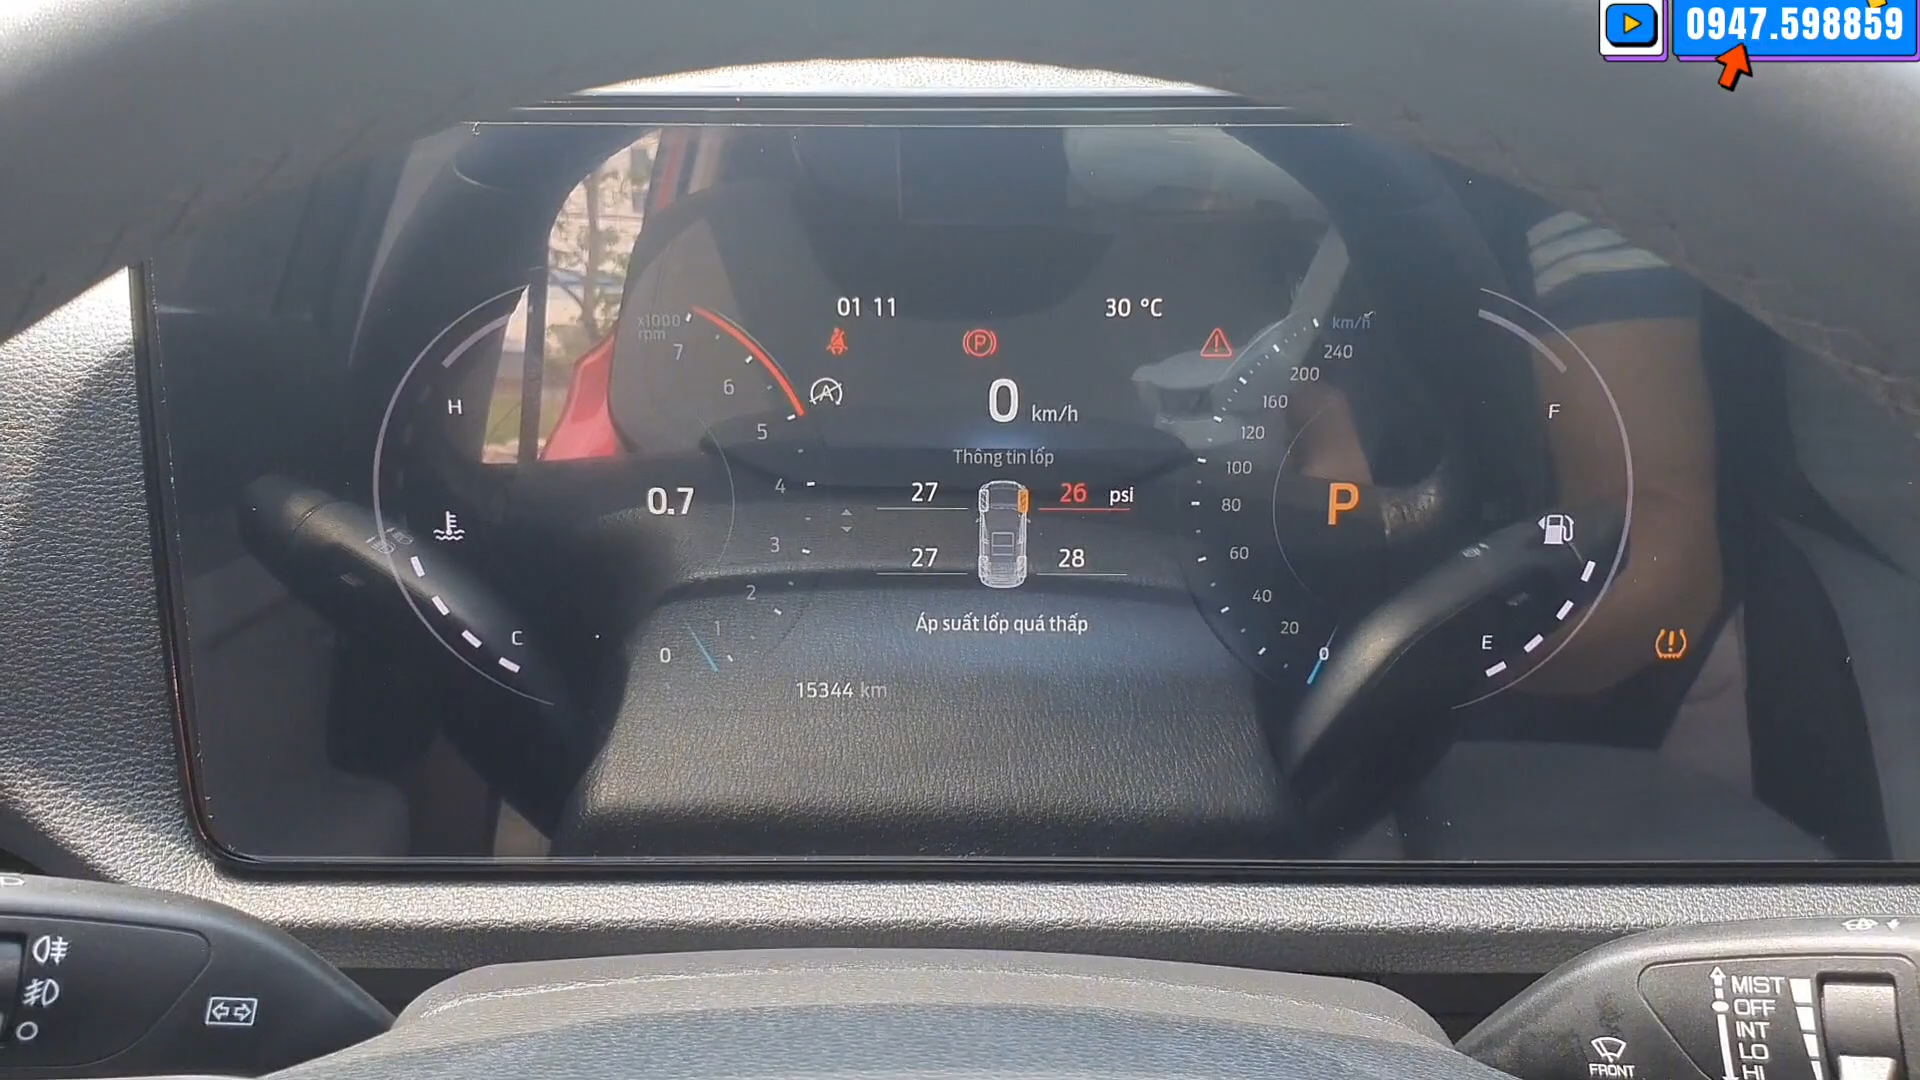 0947.598859
01 11
30 °C
x1000
rpm
km/h
7
6
5
4
3
2
1
0
240
200
160
120
100
80
60
40
20
0
0 km/h
H
F
Thông tin lốp
0.7
27
26 psi
P
27
28
C
E
Áp suất lốp quá thấp
15344 km
MIST
OFF
INT
LO
HI
FRONT